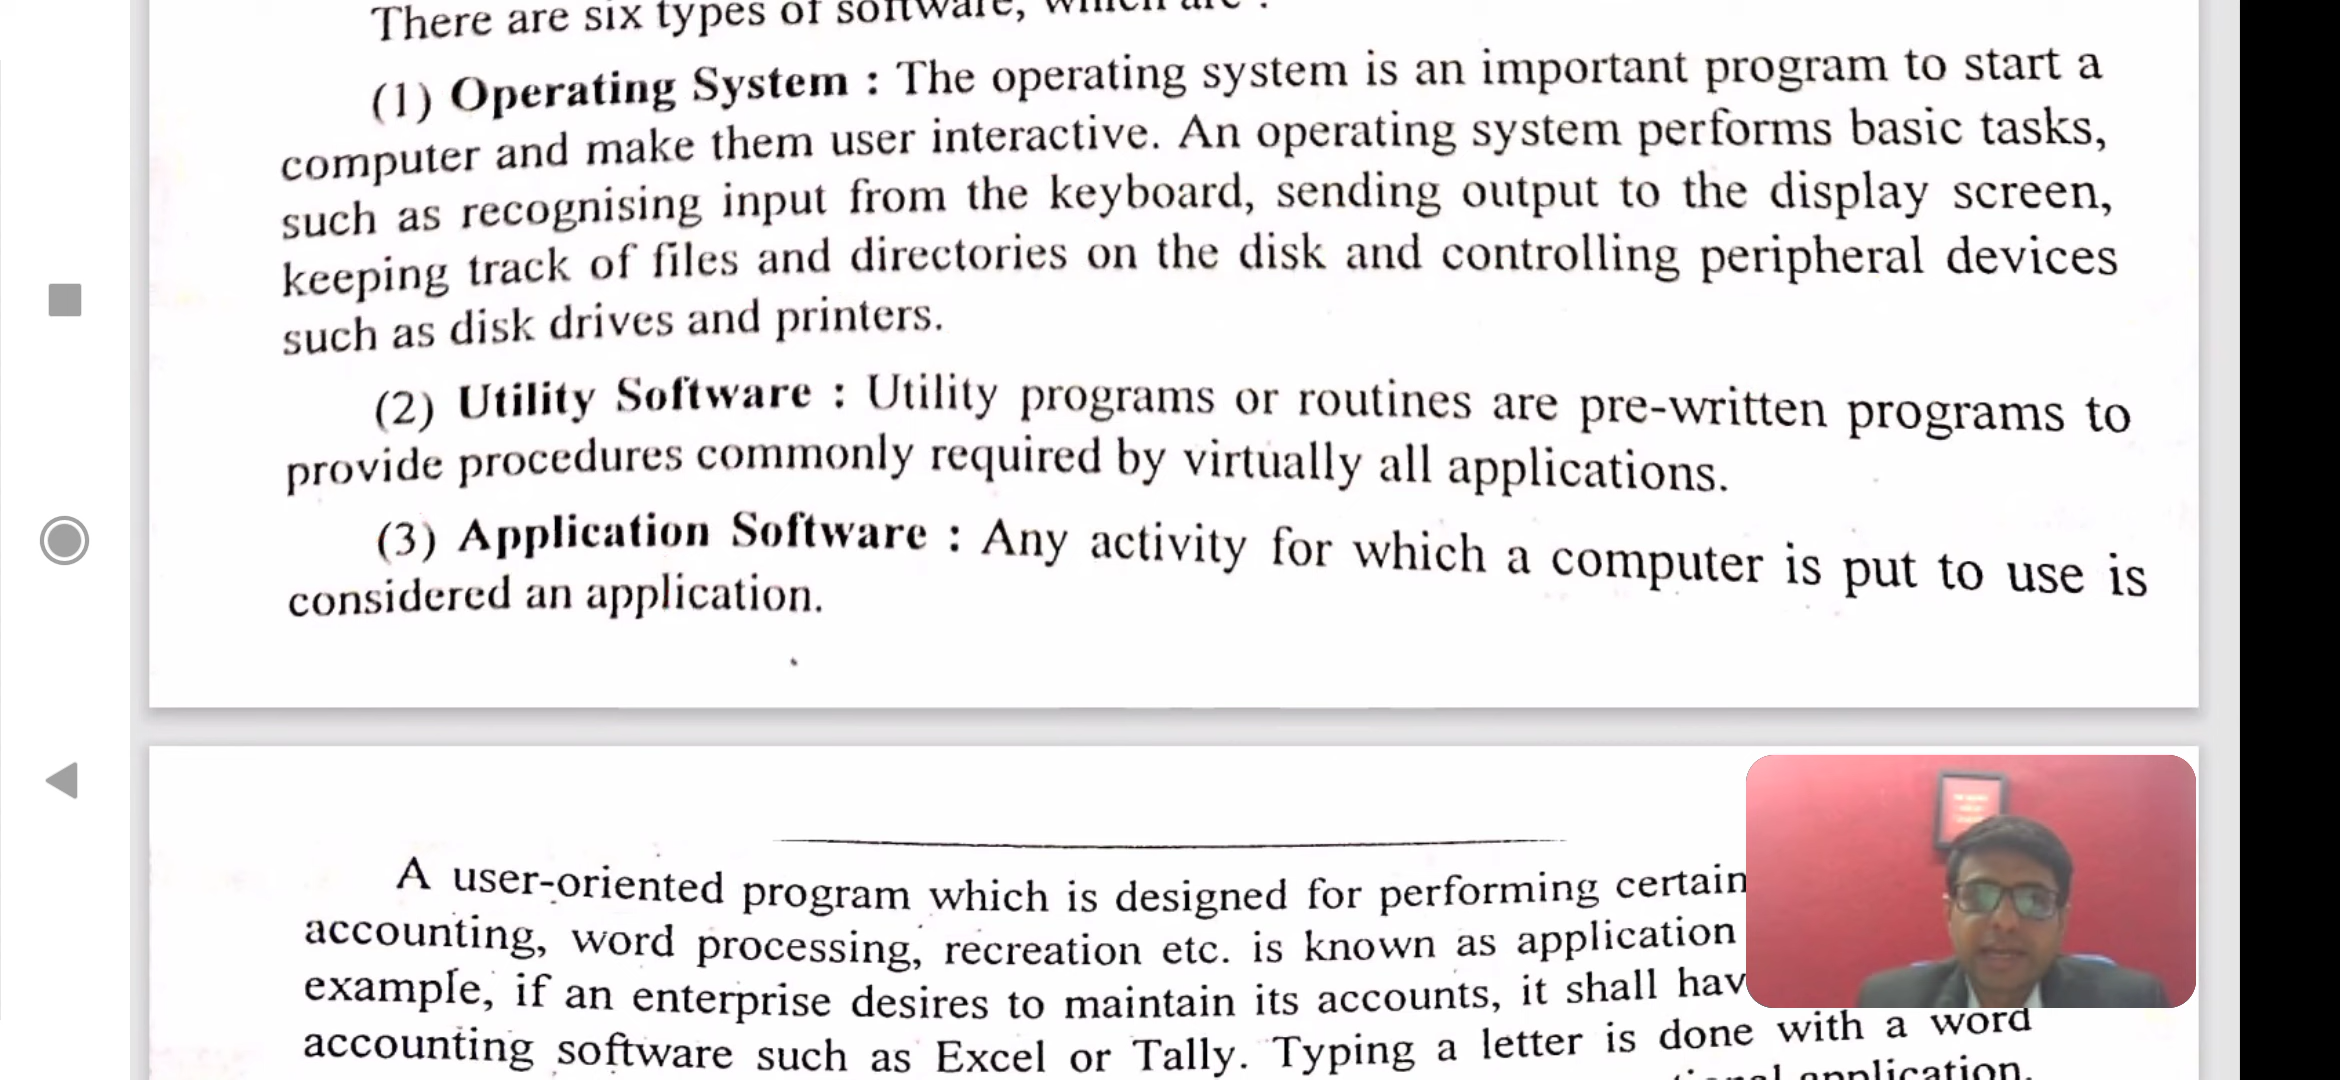 There are six types of software, which are :
(1) Operating System : The operating system is an important program to start a
computer and make them user interactive. An operating system performs basic tasks,
such as recognising input from the keyboard, sending output to the display screen,
keeping track of files and directories on the disk and controlling peripheral devices
such as disk drives and printers.
(2) Utility Software : Utility programs or routines are pre-written programs to
provide procedures commonly required by virtually all applications.
(3) Application Software : Any activity for which a computer is put to use is
considered an application.
A user-oriented program which is designed for performing certain
accounting, word processing, recreation etc. is known as application
example, if an enterprise desires to maintain its accounts, it shall
accounting software such as Excel or Tally. Typing a letter is done with a word
application.